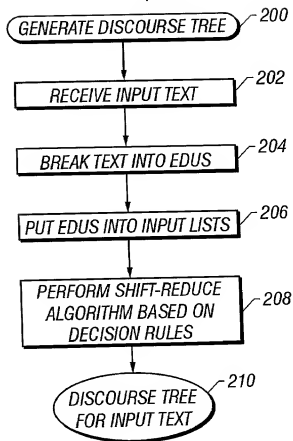 GENERATE DISCOURSE TREE
200
RECEIVE INPUT TEXT
202
BREAK TEXT INTO EDUS
204
PUT EDUS INTO INPUT LISTS
206
PERFORM SHIFT-REDUCE
ALGORITHM BASED ON
DECISION RULES
208
DISCOURSE TREE
FOR INPUT TEXT
210